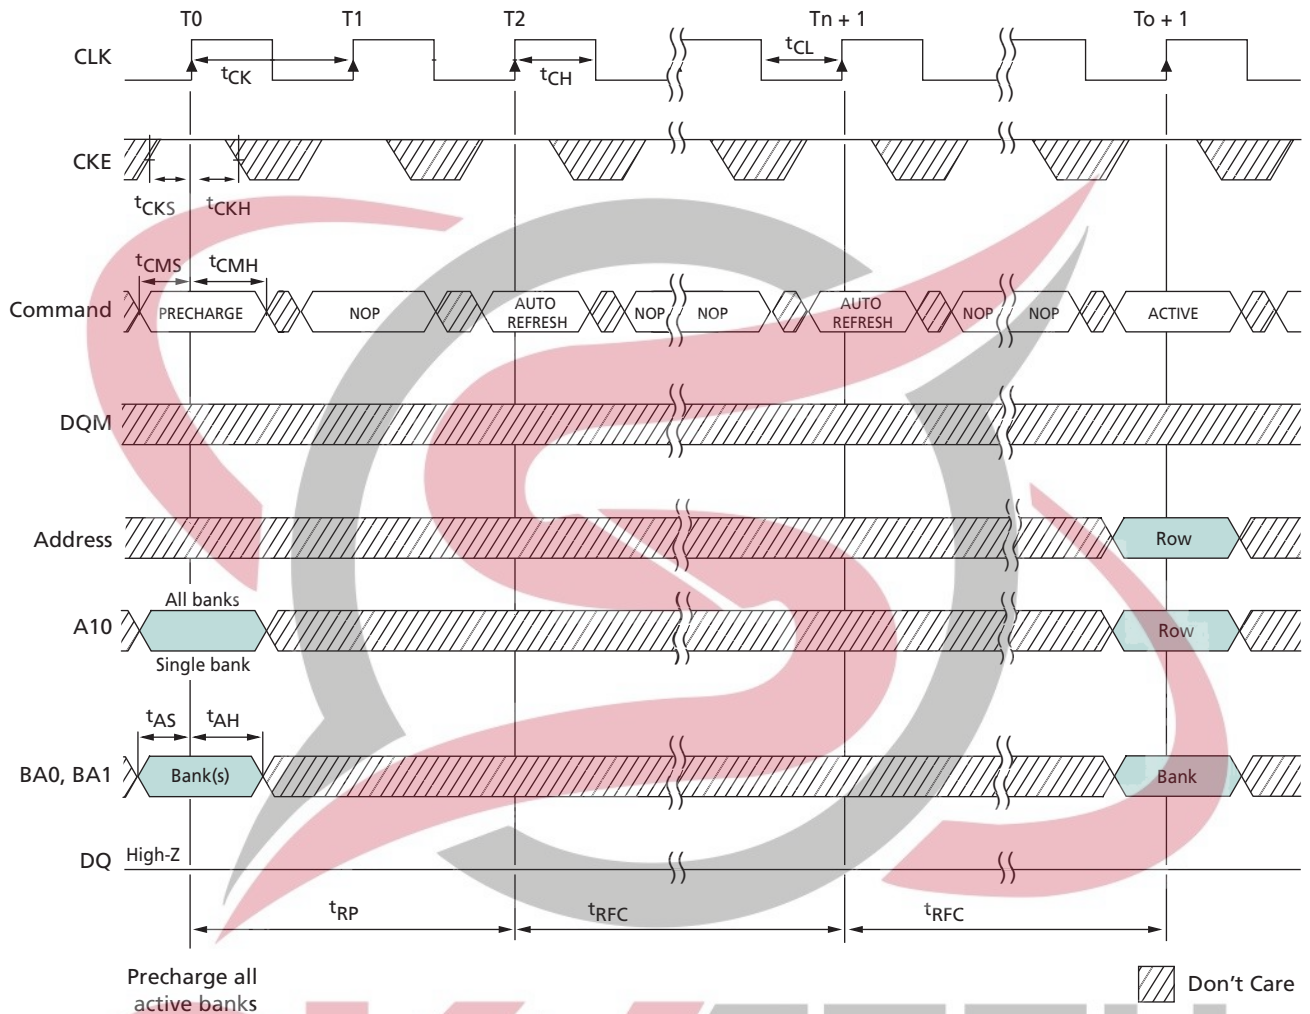 T0 T1 T2 Tn + 1 To + 1
CLK
tCK tCH tCL
CKE
tCKS tCKH
tCMS tCMH
Command PRECHARGE NOP AUTO REFRESH NOP NOP AUTO REFRESH NOP NOP ACTIVE
DQM
Address Row
All banks
A10 Row
Single bank
tAS tAH
BA0, BA1 Bank(s) Bank
DQ High-Z
tRP tRFC tRFC
Precharge all
active banks
Don't Care